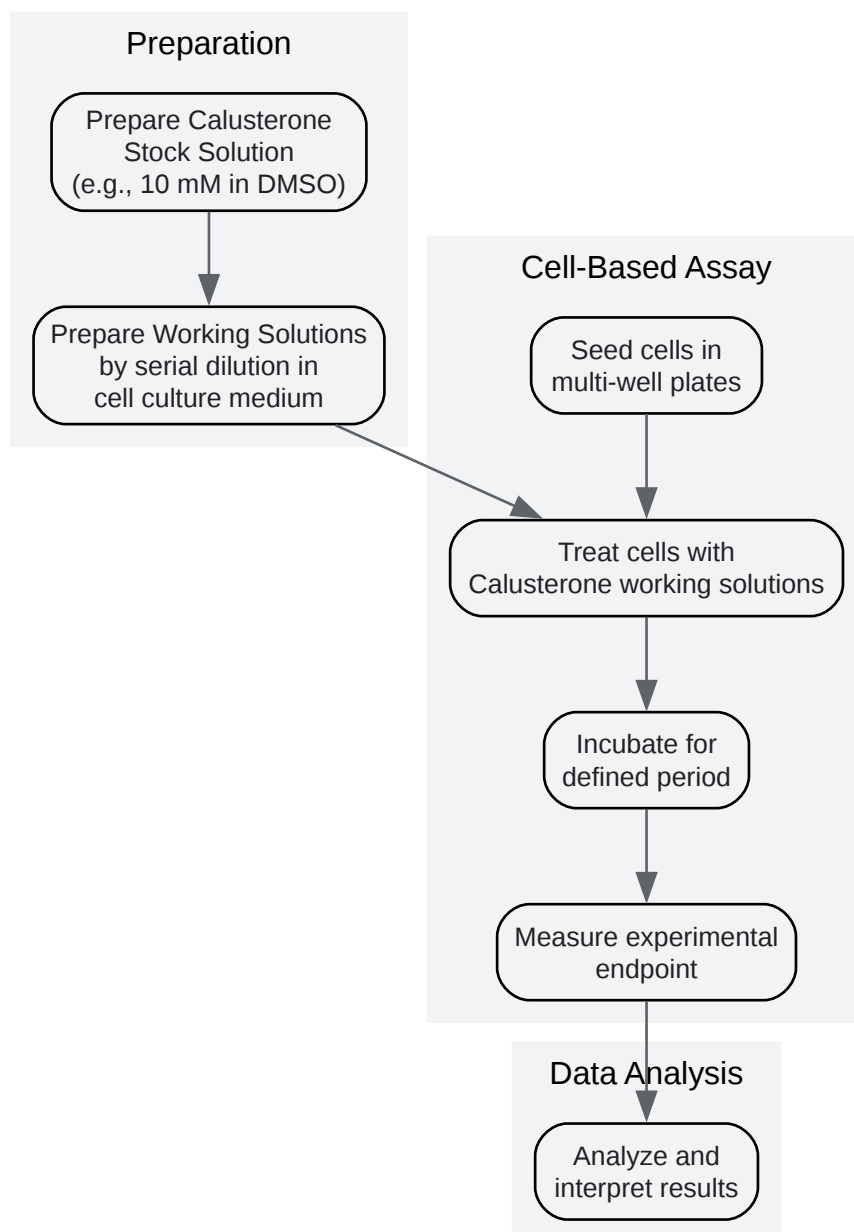 Preparation
Prepare Calusterone
Stock Solution
(e.g., 10 mM in DMSO)
Prepare Working Solutions
by serial dilution in
cell culture medium
Cell-Based Assay
Seed cells in
multi-well plates
Treat cells with
Calusterone working solutions
Incubate for
defined period
Measure experimental
endpoint
Data Analysis
Analyze and
interpret results